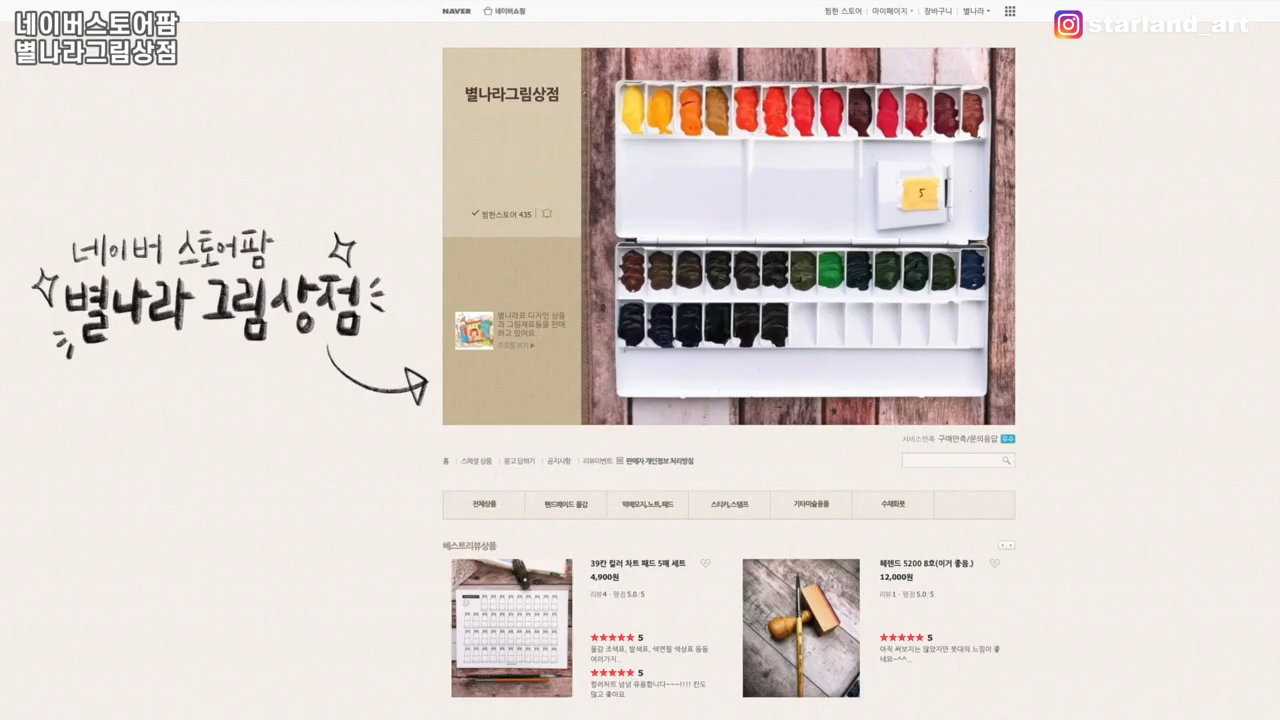 네이버스토어팜
별나라그림상점
NAVER 네이버쇼핑
찜한 스토어 마이페이지 장바구니 별나라
starland_art
별나라그림상점
5
찜한스토어 435
네이버 스토어팜
별나라 그림상점
별나라표 디자인 상품
과 그림재료들을 판매
하고 있어요.
프로필 보기 ▶
서비스만족 구매만족/문의응답 우수
홈 스페셜 상품 묻고 답하기 공지사항 리뷰이벤트 판매자 개인정보 처리방침
전체상품 핸드메이드 물감 떡메모지,노트,패드 스티커,스탬프 기타미술용품 수채화붓
베스트리뷰상품
39칸 컬러 차트 패드 5매 세트
4,900원
리뷰 4 · 평점 5.0/5
★★★★★ 5
물감 조색표, 발색표, 색연필 색상표 등등
여러가지...
★★★★★ 5
컬러차트 넘넘 유용합니다~~~!!!! 칸도
많고 좋아요
헤렌드 5200 8호(이거 좋음.)
12,000원
리뷰 1 · 평점 5.0/5
★★★★★ 5
아직 써보지는 않았지만 붓대의 느낌이 좋
네요~^^...